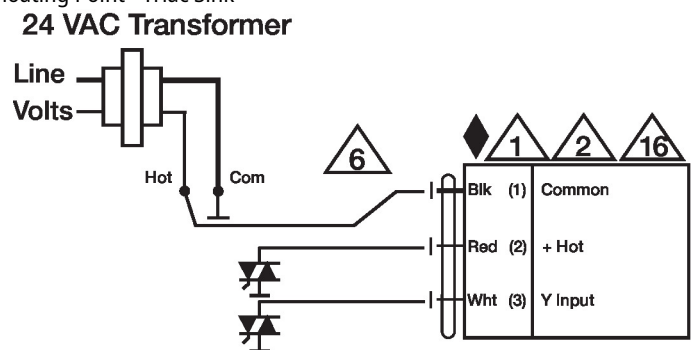 24 VAC Transformer
Line
Volts
Hot
Com
6
1
2
16
Blk (1) Common
Red (2) + Hot
Wht (3) Y Input